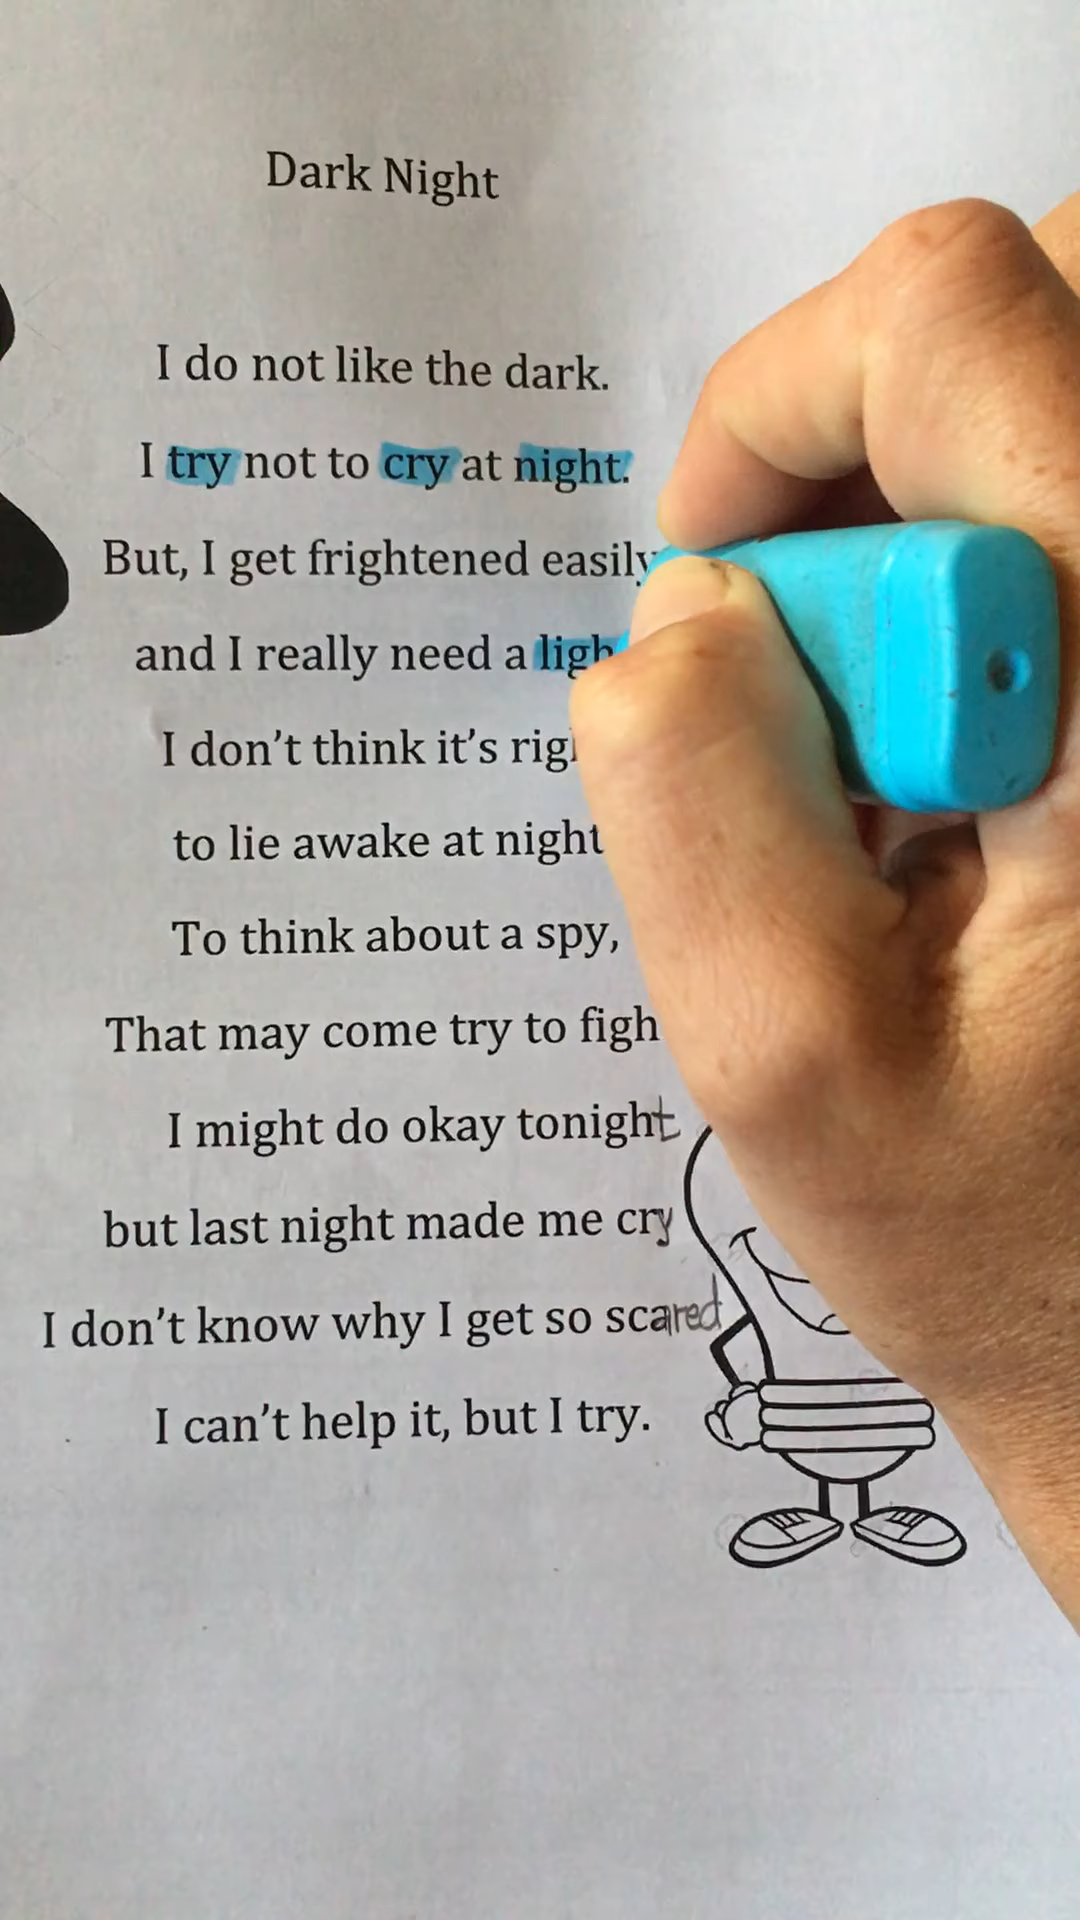 Dark Night
I do not like the dark.
I try not to cry at night.
But, I get frightened easily
and I really need a
I don't think it's
to lie awake at night
To think about a spy,
That may come try to
I might do okay tonight
but last night made me cry
I don't know why I get so scared
I can't help it, but I try.